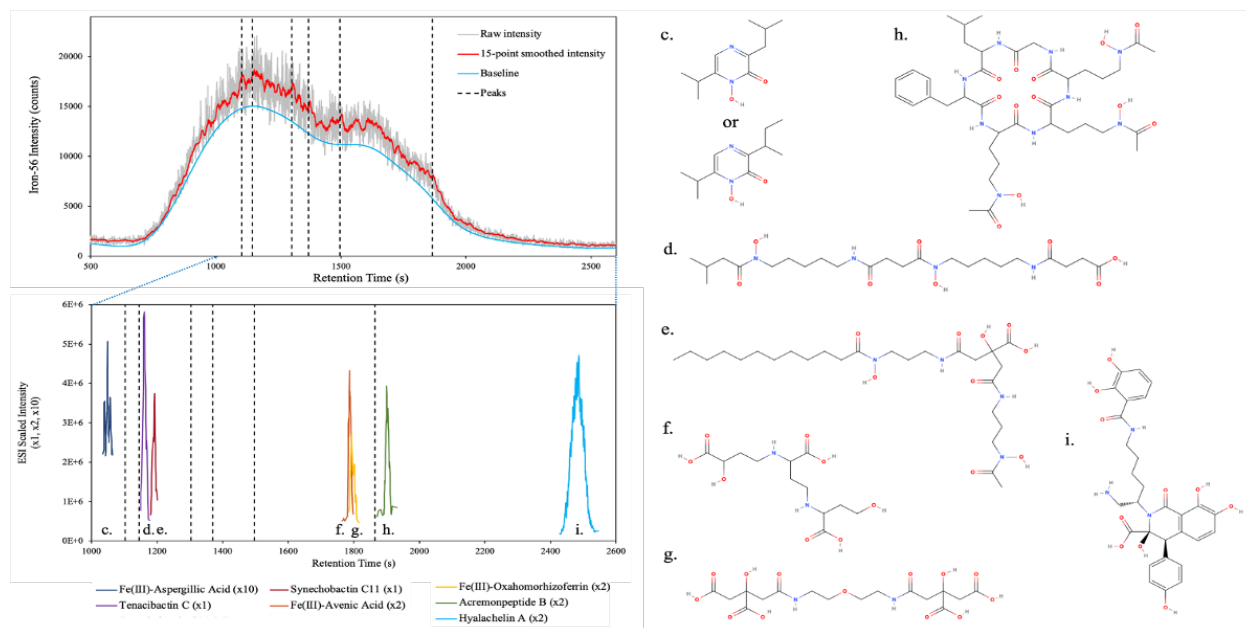 20000
15000
10000
5000
0
Iron-56 Intensity (counts)
Raw intensity
15-point smoothed intensity
Baseline
Peaks
500
1000
1500
2000
2500
Retention Time (s)
6E+6
5E+6
4E+6
3E+6
2E+6
1E+6
0E+0
ESI Scaled Intensity
(x1, x2, x10)
c.
d.
e.
f.
g.
h.
i.
1000
1200
1400
1600
1800
2000
2200
2400
2600
Retention Time (s)
Fe(III)-Aspergillic Acid (x10)
Tenacibactin C (x1)
Synechobactin C11 (x1)
Fe(III)-Avenic Acid (x2)
Fe(III)-Oxahomorhizoferrin (x2)
Acremonpeptide B (x2)
Hyalachelin A (x2)
c.
or
h.
d.
e.
f.
g.
i.